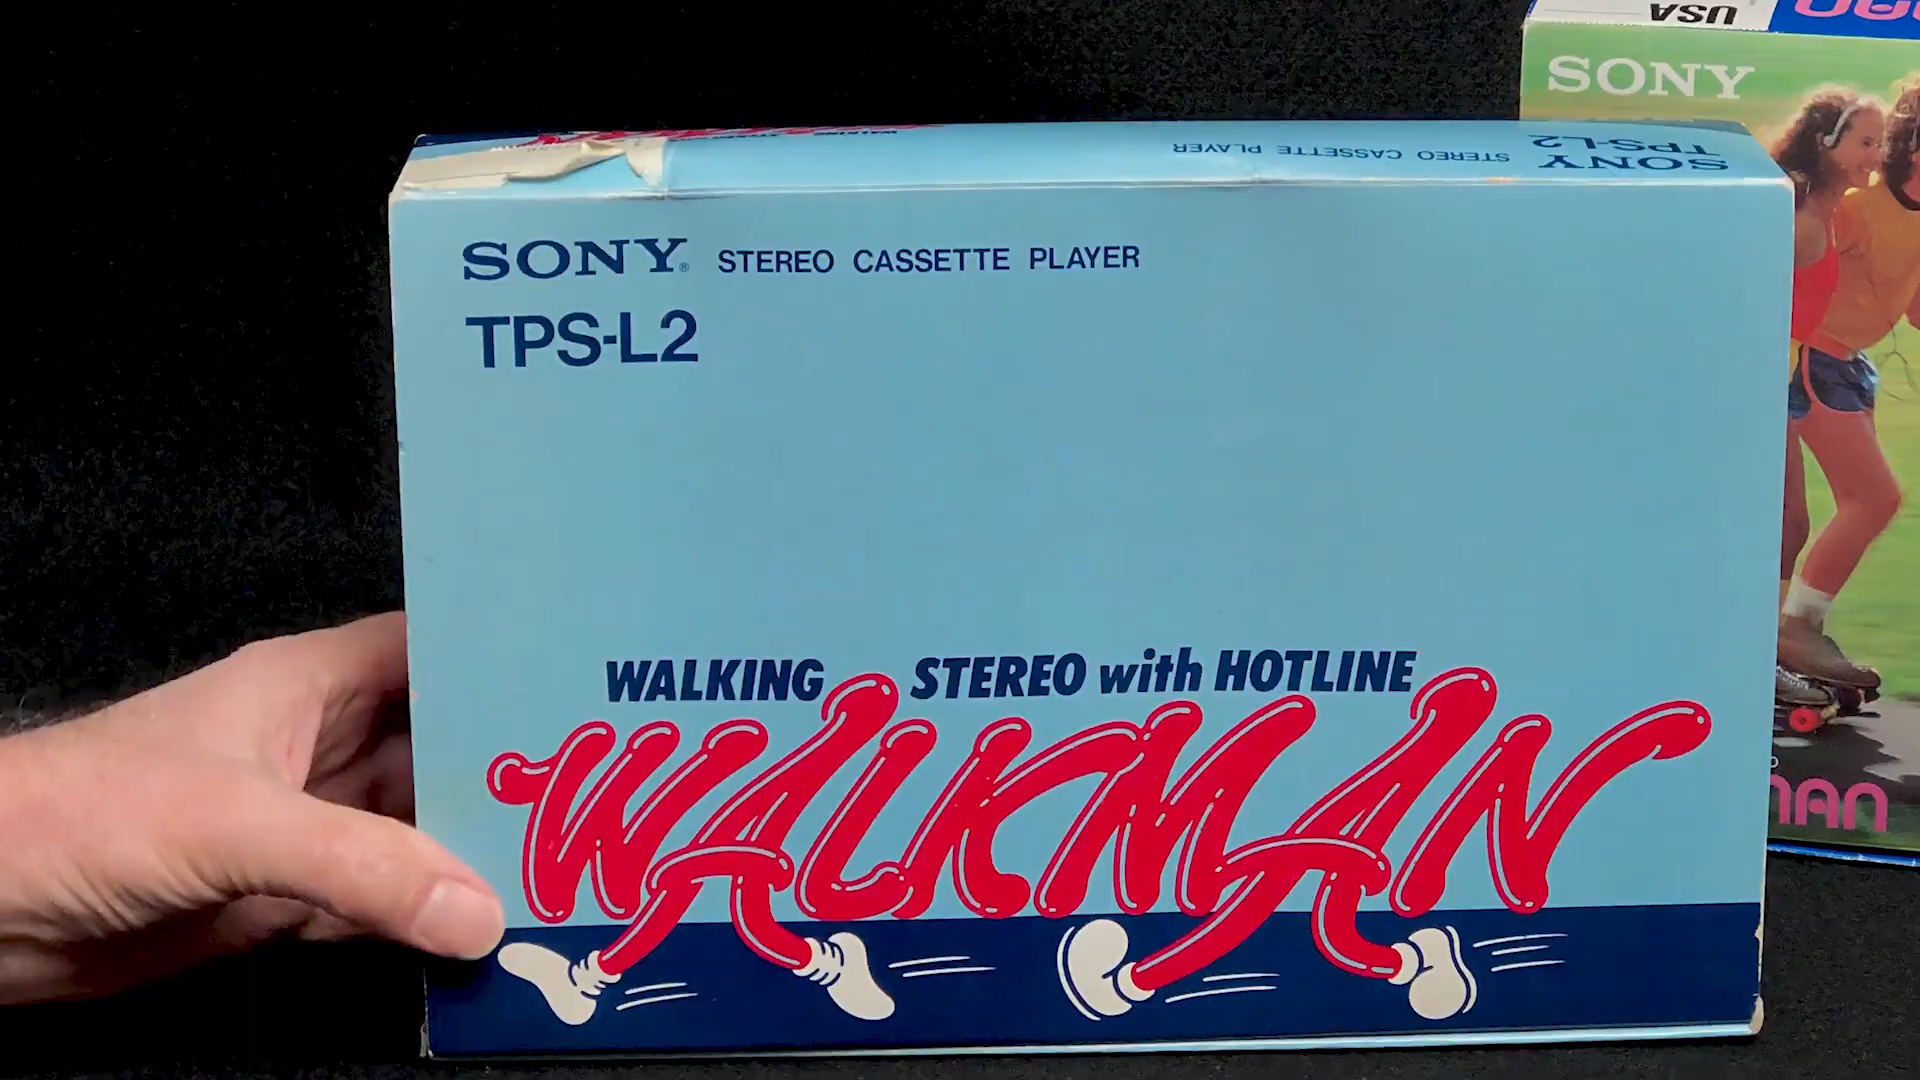 USA
SONY
STEREO CASSETTE PLAYER
SONY
TPS-L2
SONY® STEREO CASSETTE PLAYER
TPS-L2
WALKING STEREO with HOTLINE
WALKMAN